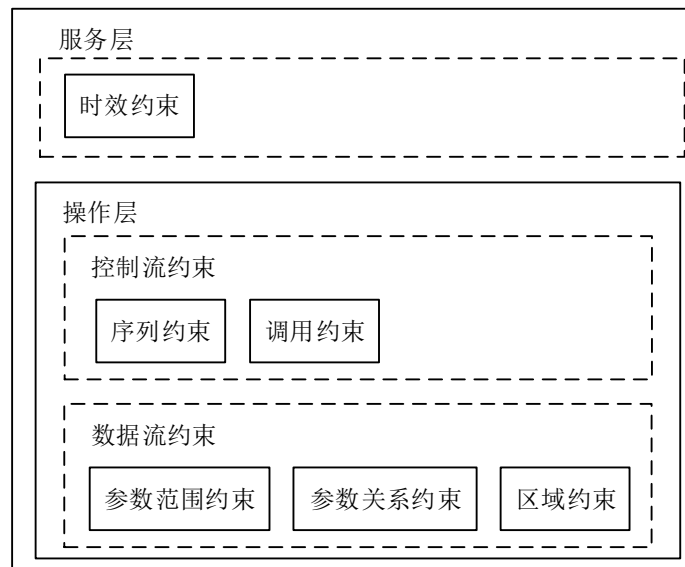 服务层
时效约束
操作层
控制流约束
序列约束 调用约束
数据流约束
参数范围约束 参数关系约束 区域约束